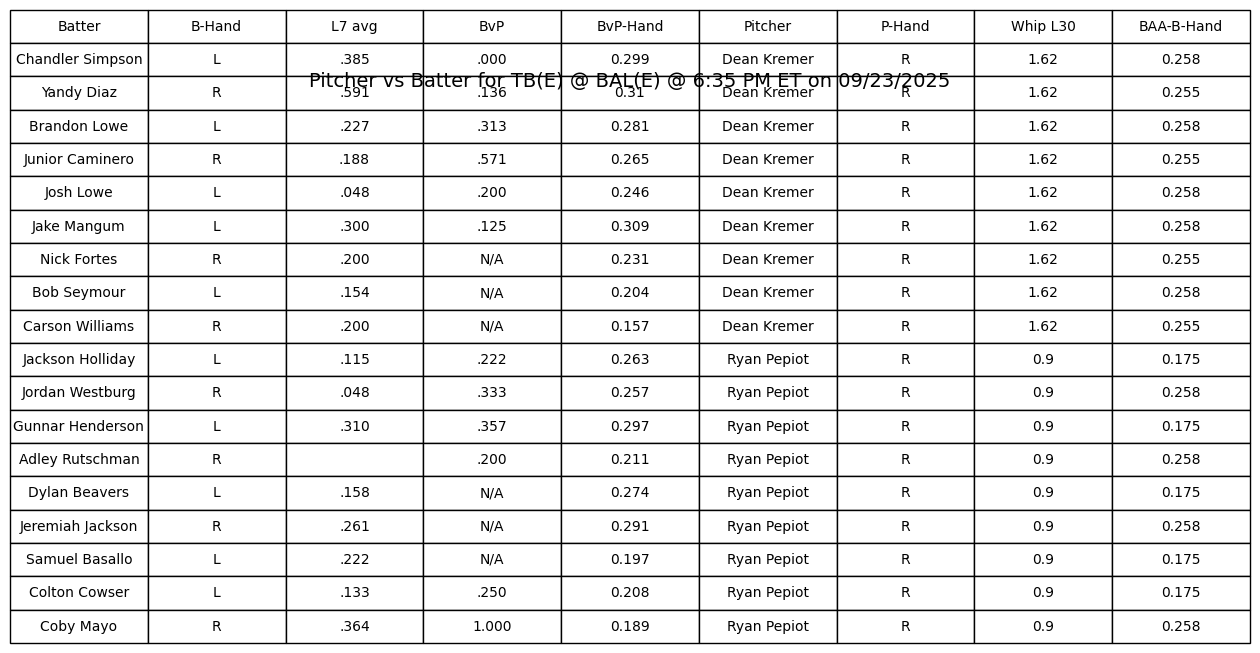 Batter B-Hand L7 avg BvP BvP-Hand Pitcher P-Hand Whip L30 BAA-B-Hand
Chandler Simpson L .385 .000 0.299 Dean Kremer R 1.62 0.258
Pitcher vs Batter for TB(E) @ BAL(E) @ 6:35 PM ET on 09/23/2025
Yandy Diaz R .591 .136 0.31 Dean Kremer R 1.62 0.255
Brandon Lowe L .227 .313 0.281 Dean Kremer R 1.62 0.258
Junior Caminero R .188 .571 0.265 Dean Kremer R 1.62 0.255
Josh Lowe L .048 .200 0.246 Dean Kremer R 1.62 0.258
Jake Mangum L .300 .125 0.309 Dean Kremer R 1.62 0.258
Nick Fortes R .200 N/A 0.231 Dean Kremer R 1.62 0.255
Bob Seymour L .154 N/A 0.204 Dean Kremer R 1.62 0.258
Carson Williams R .200 N/A 0.157 Dean Kremer R 1.62 0.255
Jackson Holliday L .115 .222 0.263 Ryan Pepiot R 0.9 0.175
Jordan Westburg R .048 .333 0.257 Ryan Pepiot R 0.9 0.258
Gunnar Henderson L .310 .357 0.297 Ryan Pepiot R 0.9 0.175
Adley Rutschman R .200 0.211 Ryan Pepiot R 0.9 0.258
Dylan Beavers L .158 N/A 0.274 Ryan Pepiot R 0.9 0.175
Jeremiah Jackson R .261 N/A 0.291 Ryan Pepiot R 0.9 0.258
Samuel Basallo L .222 N/A 0.197 Ryan Pepiot R 0.9 0.175
Colton Cowser L .133 .250 0.208 Ryan Pepiot R 0.9 0.175
Coby Mayo R .364 1.000 0.189 Ryan Pepiot R 0.9 0.258